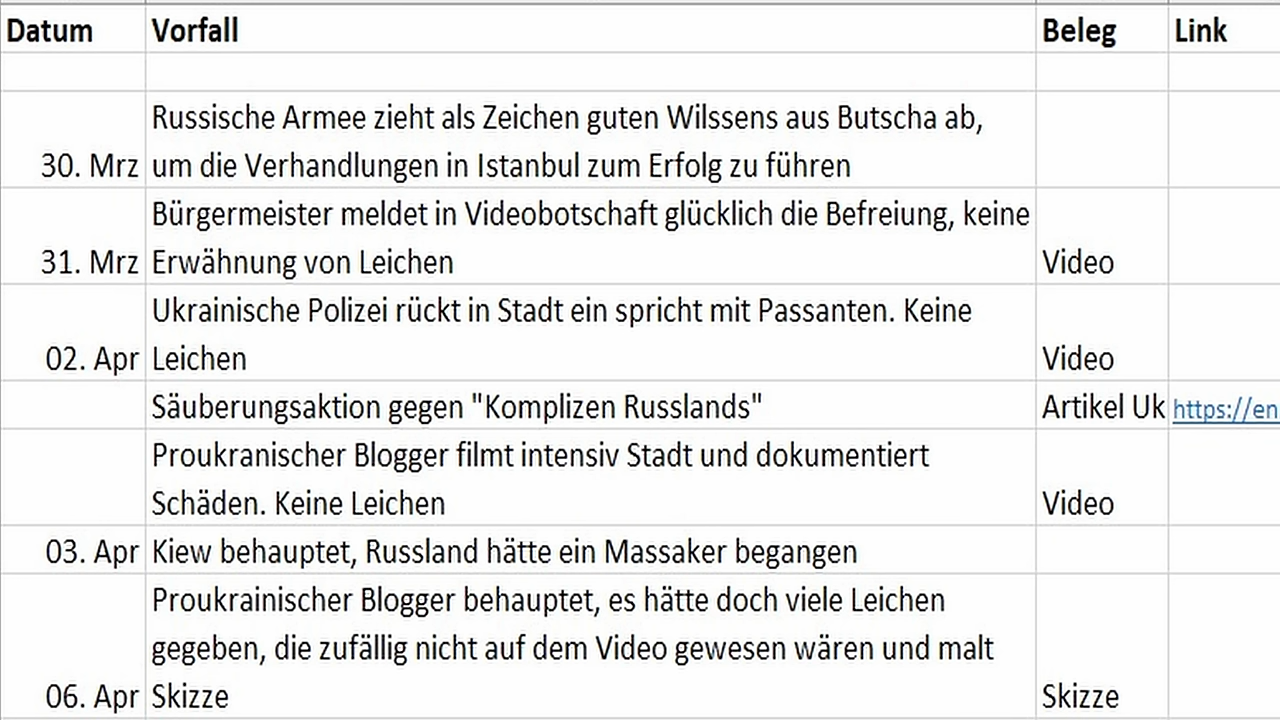 Datum Vorfall Beleg Link
Russische Armee zieht als Zeichen guten Wilssens aus Butscha ab,
30. Mrz um die Verhandlungen in Istanbul zum Erfolg zu führen
Bürgermeister meldet in Videobotschaft glücklich die Befreiung, keine
31. Mrz Erwähnung von Leichen Video
Ukrainische Polizei rückt in Stadt ein spricht mit Passanten. Keine
02. Apr Leichen Video
Säuberungsaktion gegen "Komplizen Russlands" Artikel Uk https://en
Proukranischer Blogger filmt intensiv Stadt und dokumentiert
Schäden. Keine Leichen Video
03. Apr Kiew behauptet, Russland hätte ein Massaker begangen
Proukrainischer Blogger behauptet, es hätte doch viele Leichen
gegeben, die zufällig nicht auf dem Video gewesen wären und malt
06. Apr Skizze Skizze